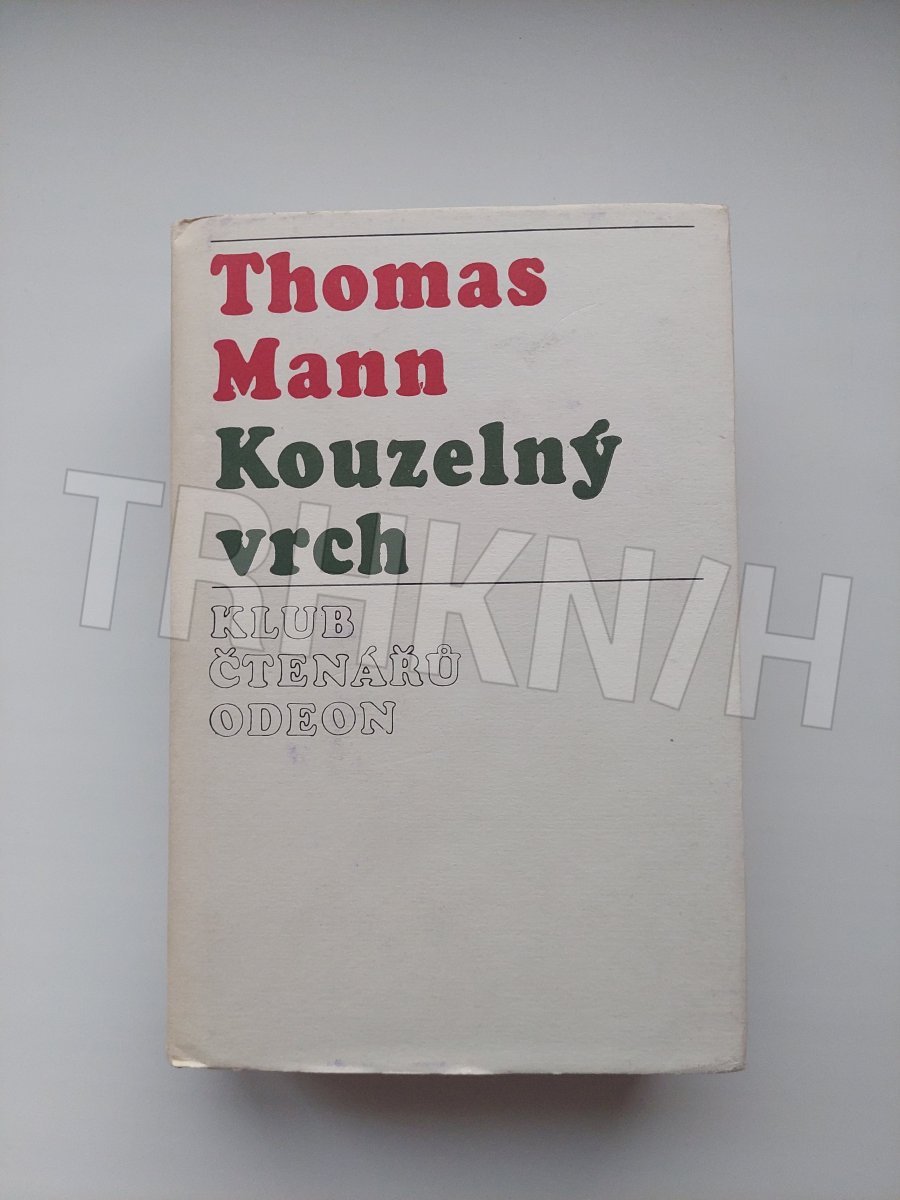 Thomas
Mann
Kouzelný
vrch
KLUB
ČTENÁŘŮ
ODEON
TRHKNIH